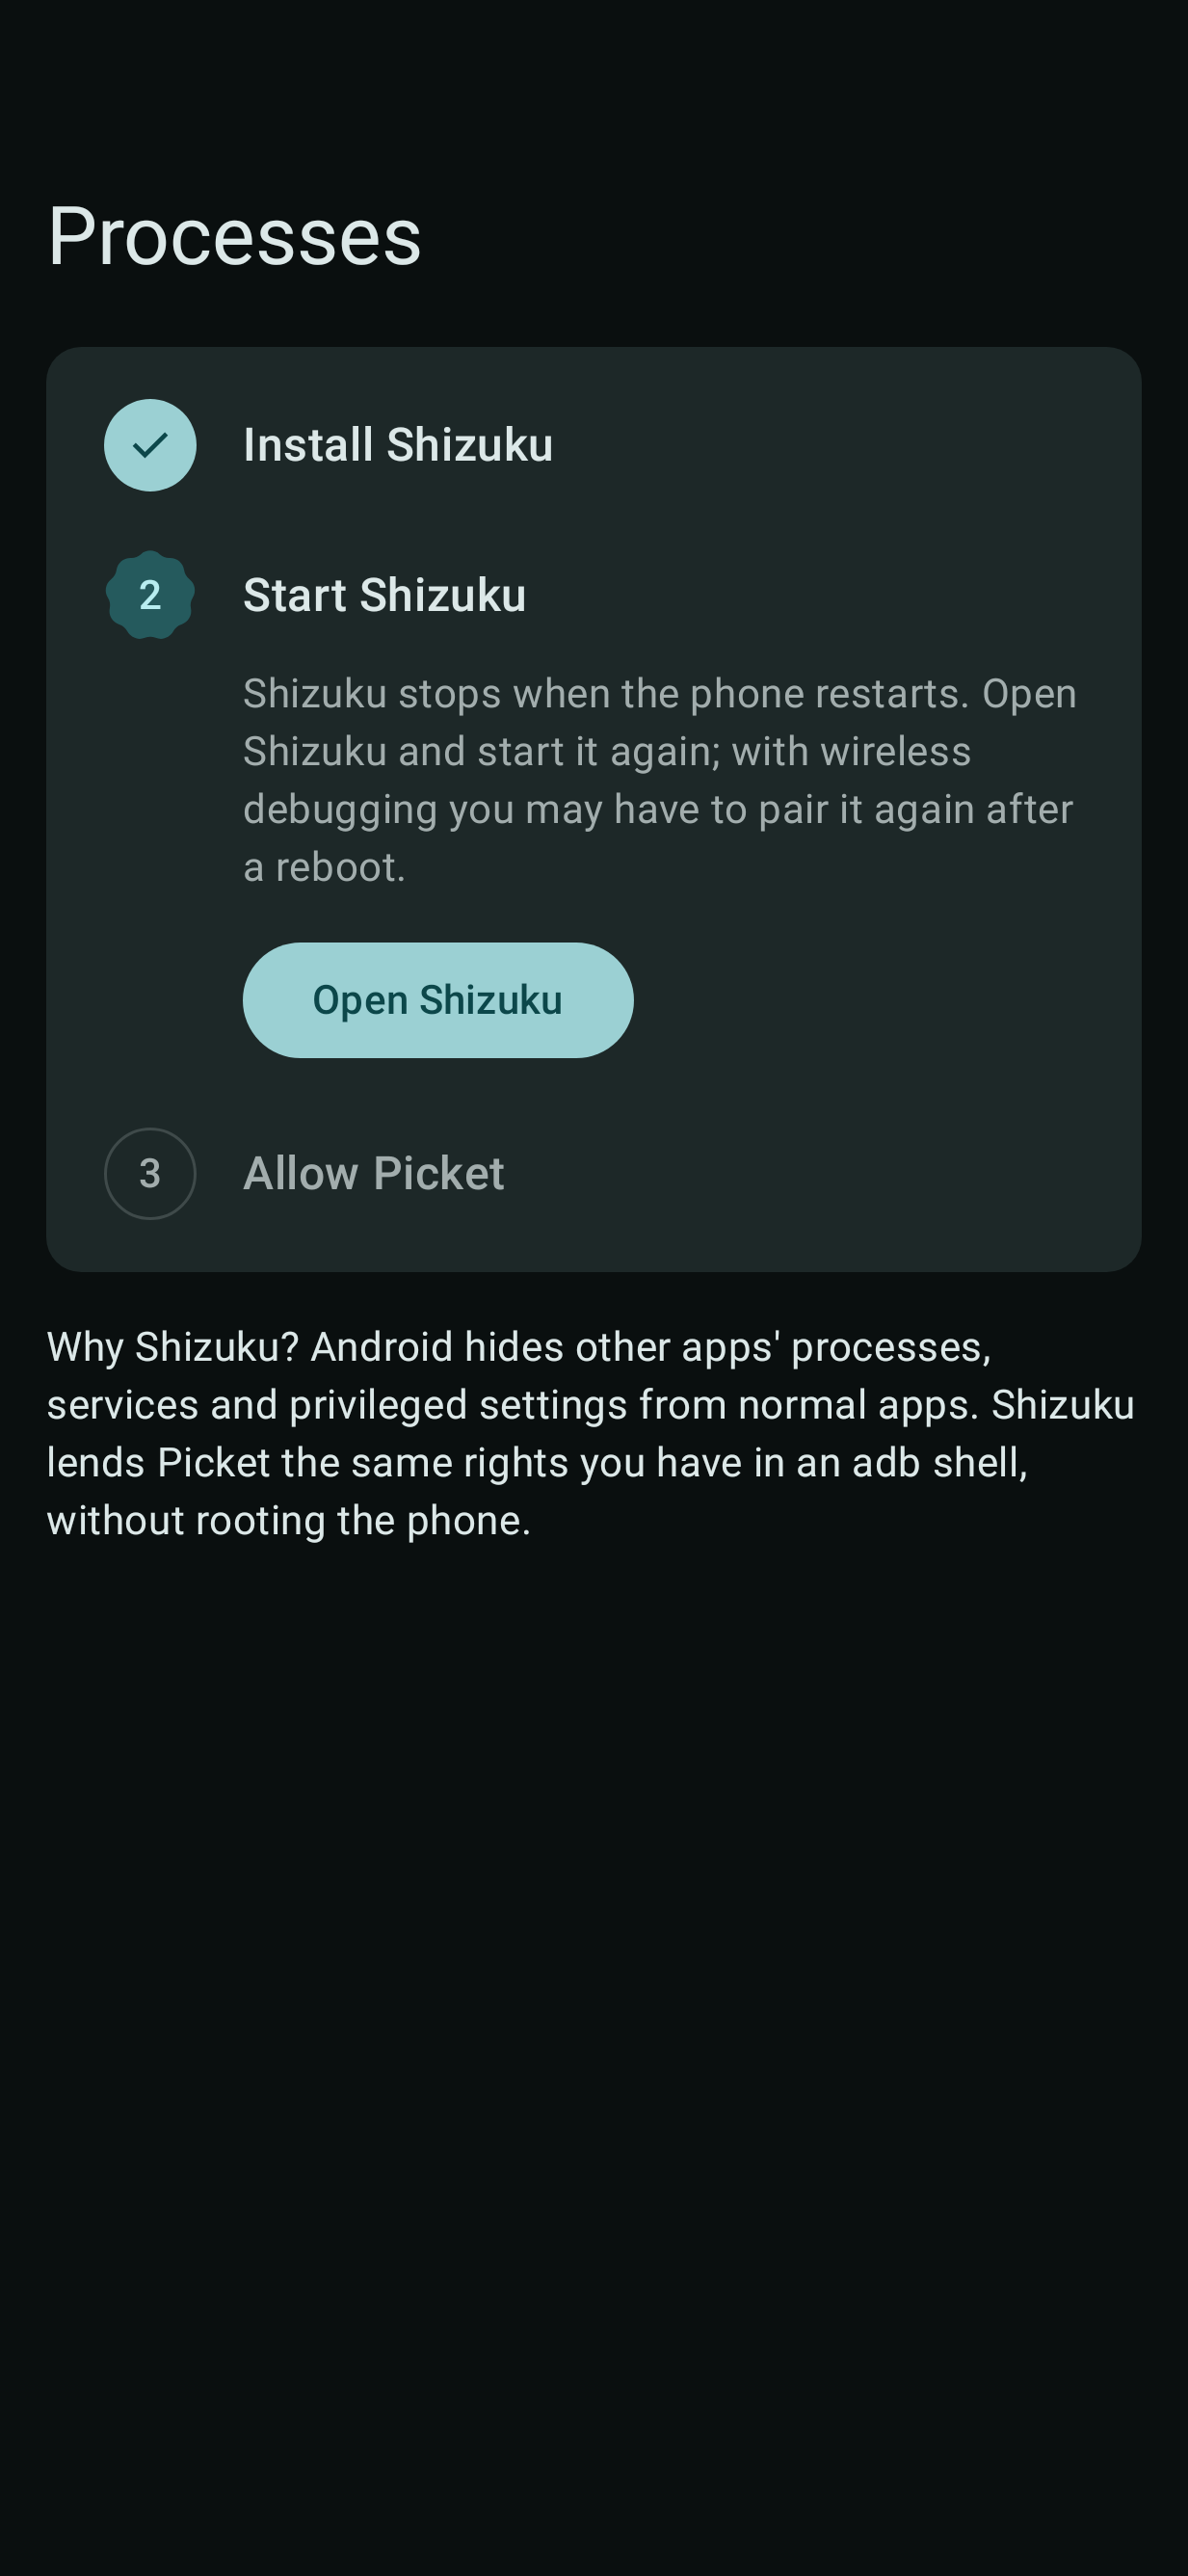 Processes
Install Shizuku
2
Start Shizuku
Shizuku stops when the phone restarts. Open
Shizuku and start it again; with wireless
debugging you may have to pair it again after
a reboot.
Open Shizuku
3
Allow Picket
Why Shizuku? Android hides other apps' processes,
services and privileged settings from normal apps. Shizuku
lends Picket the same rights you have in an adb shell,
without rooting the phone.